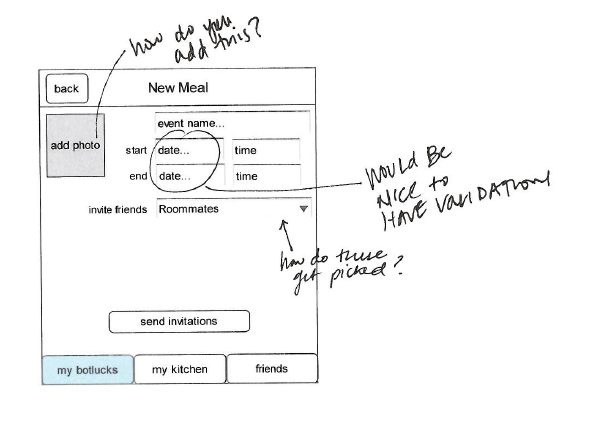 how do you
add this?
back
New Meal
add photo
event name...
start date... time
end date... time
WOULD BE
NICE to
HAVE VALIDATIONS
invite friends Roommates
how do these
get picked?
send invitations
my botlucks my kitchen friends